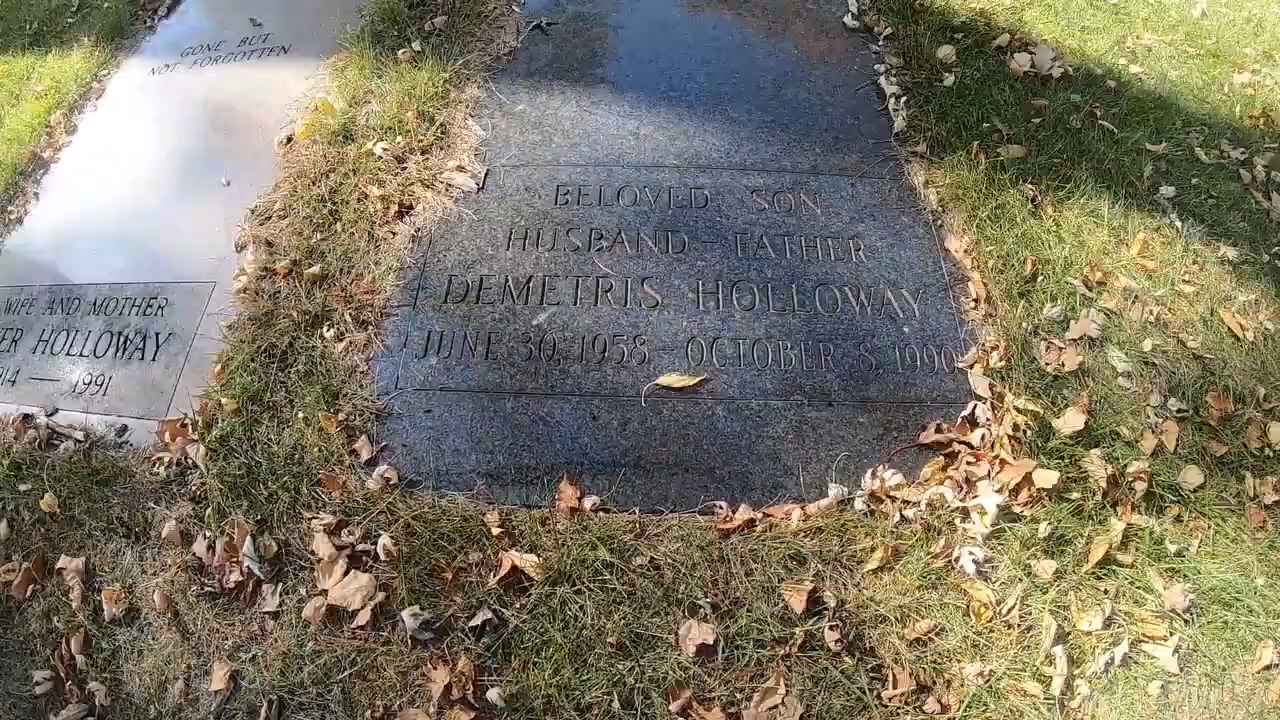 GONE BUT
NOT FORGOTTEN
WIFE AND MOTHER
HOLLOWAY
1991
BELOVED SON
HUSBAND - FATHER
DEMETRIS HOLLOWAY
JUNE 30, 1958 - OCTOBER 8, 1990